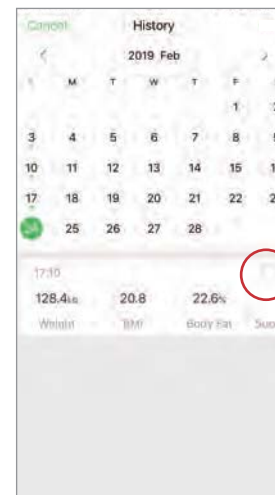 Cancel History
2019 Feb
M T W T F
1
3 4 5 6 7 8
10 11 12 13 14 15
17 18 19 20 21 22
24 25 26 27 28
17:10
128.4 20.8 22.6%
Weight BMI Body Fat